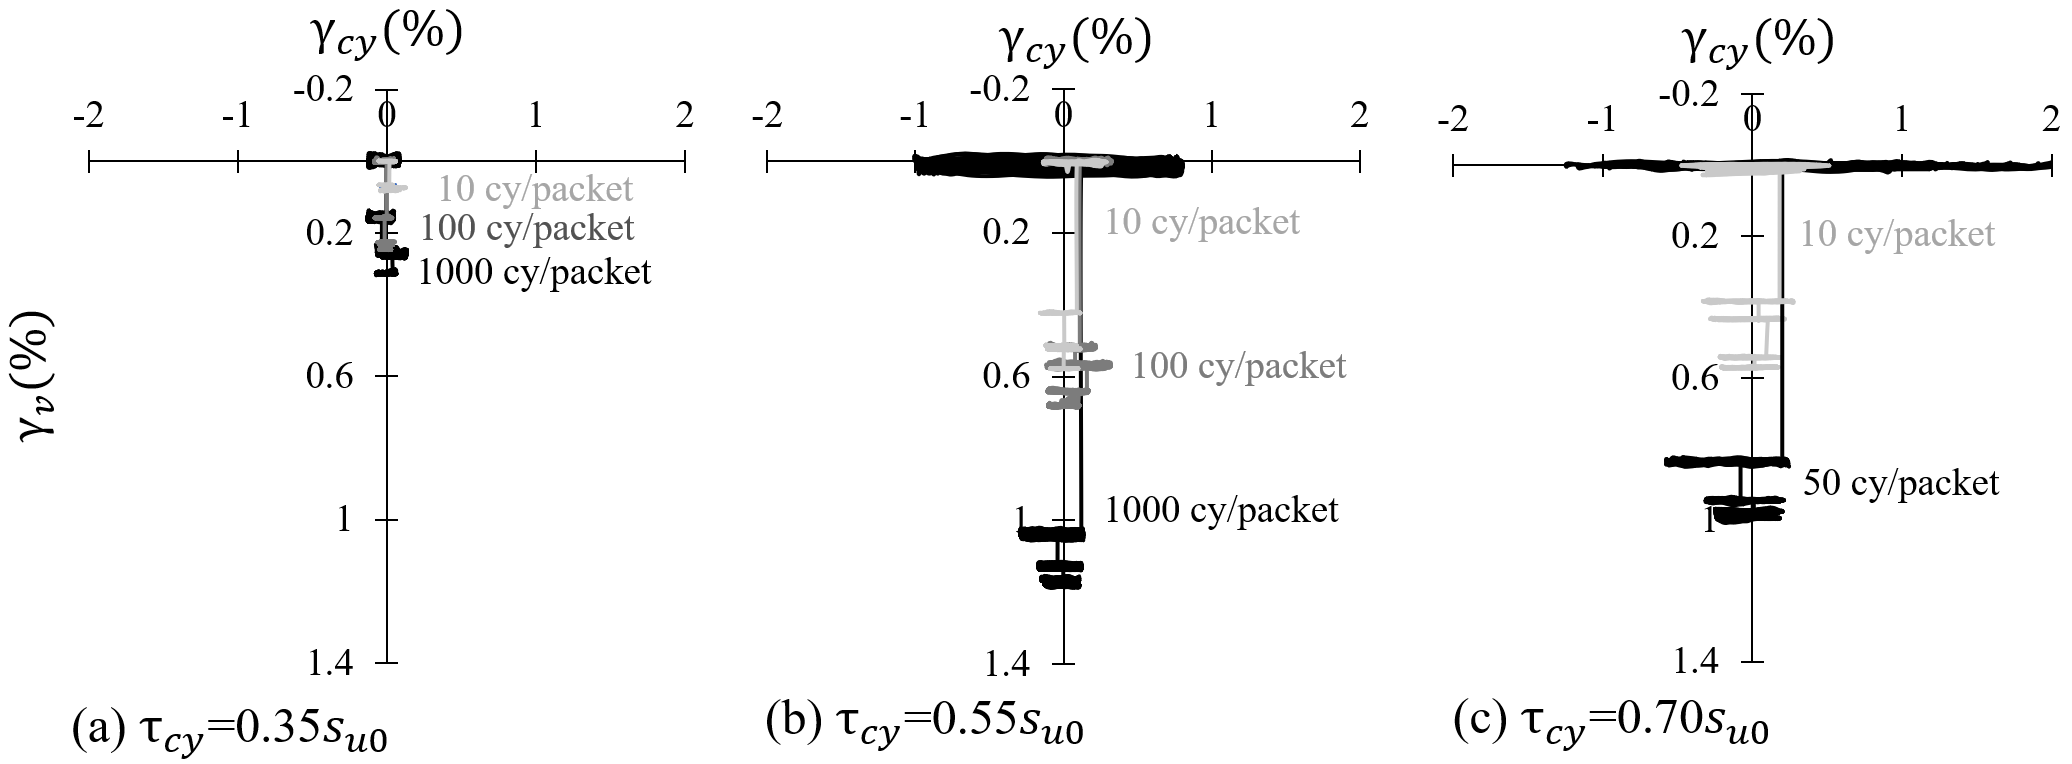 γcy(%)
-0.2
-2 -1 0 1 2
10 cy/packet
100 cy/packet
0.2
1000 cy/packet
γv(%)
0.6
1
1.4
(a) τcy=0.35su0
γcy(%)
-0.2
-2 -1 0 1 2
10 cy/packet
0.2
100 cy/packet
0.6
1000 cy/packet
1
1.4
(b) τcy=0.55su0
γcy(%)
-0.2
-2 -1 0 1 2
10 cy/packet
0.2
0.6
50 cy/packet
1
1.4
(c) τcy=0.70su0